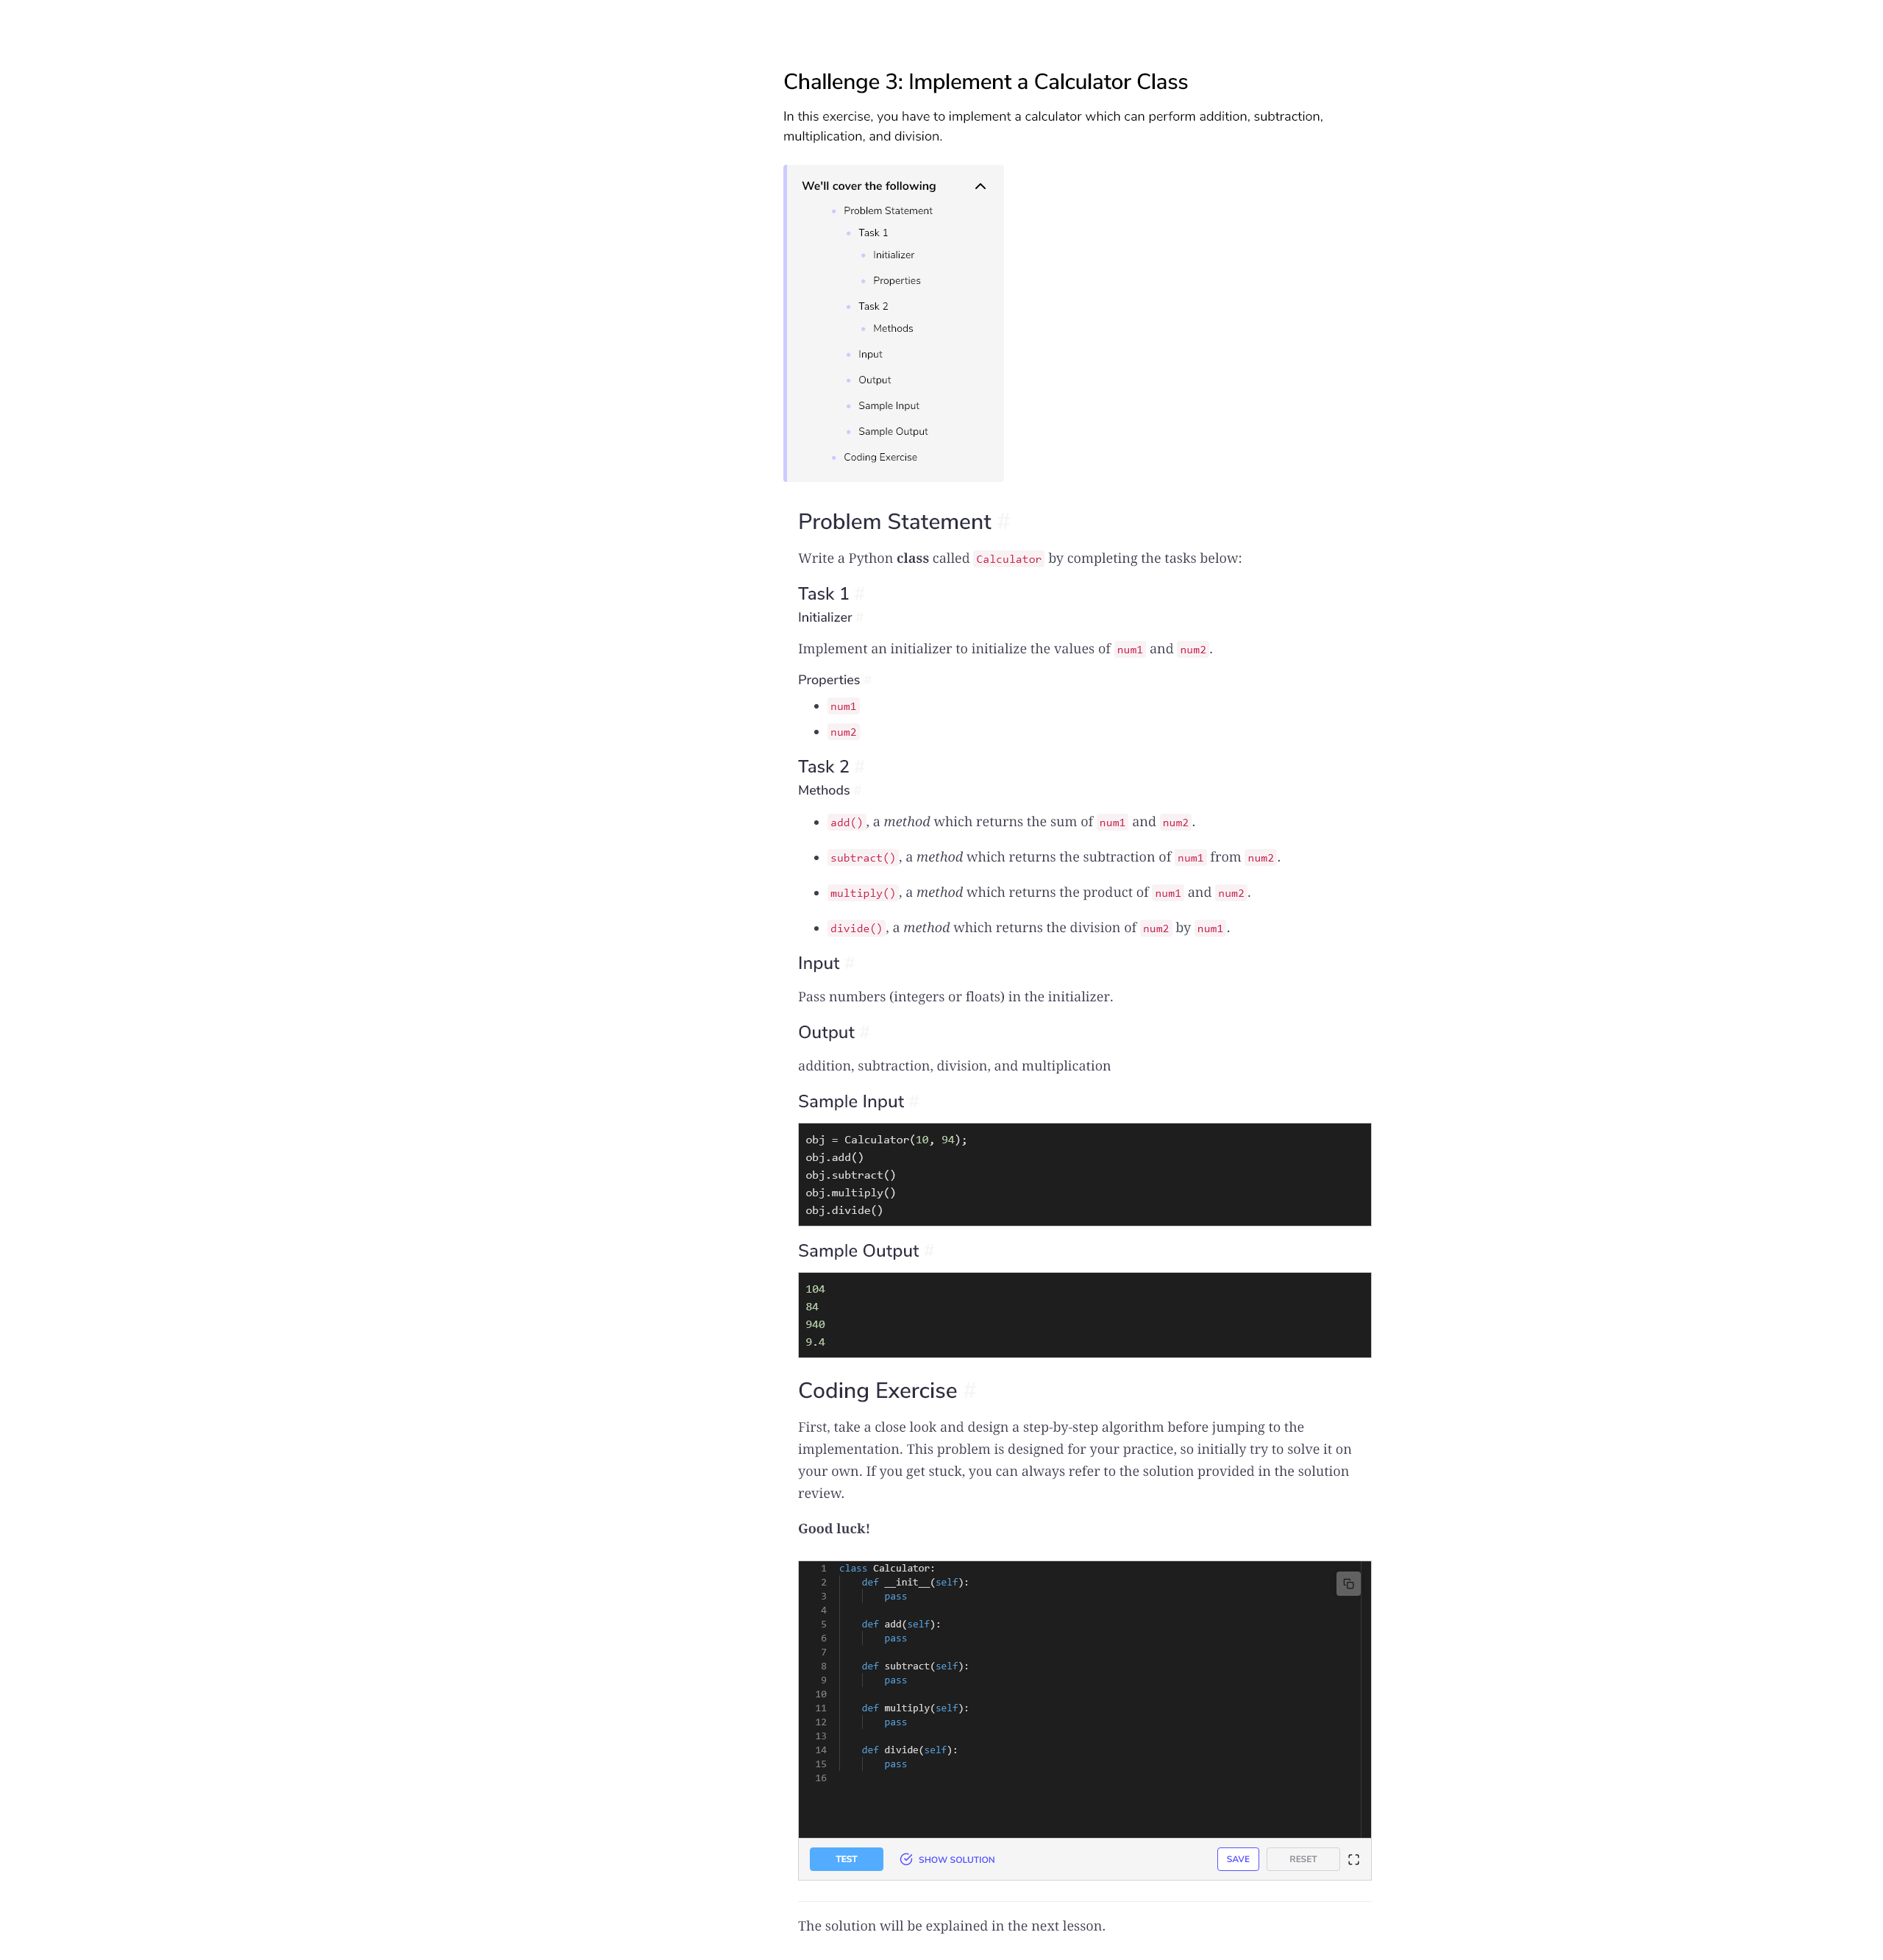 Challenge 3: Implement a Calculator Class
In this exercise, you have to implement a calculator which can perform addition, subtraction,
multiplication, and division.
We'll cover the following
Problem Statement
Task 1
Initializer
Properties
Task 2
Methods
Input
Output
Sample Input
Sample Output
Coding Exercise
Problem Statement #
Write a Python class called Calculator by completing the tasks below:
Task 1 #
Initializer #
Implement an initializer to initialize the values of num1 and num2.
Properties #
• num1
• num2
Task 2 #
Methods #
• add(), a method which returns the sum of num1 and num2.
• subtract(), a method which returns the subtraction of num1 from num2.
• multiply(), a method which returns the product of num1 and num2.
• divide(), a method which returns the division of num2 by num1.
Input #
Pass numbers (integers or floats) in the initializer.
Output #
addition, subtraction, division, and multiplication
Sample Input #
obj = Calculator(10, 94);
obj.add()
obj.subtract()
obj.multiply()
obj.divide()
Sample Output #
104
84
940
9.4
Coding Exercise #
First, take a close look and design a step-by-step algorithm before jumping to the
implementation. This problem is designed for your practice, so initially try to solve it on
your own. If you get stuck, you can always refer to the solution provided in the solution
review.
Good luck!
1 class Calculator:
2     def __init__(self):
3         pass
4
5     def add(self):
6         pass
7
8     def subtract(self):
9         pass
10
11     def multiply(self):
12         pass
13
14     def divide(self):
15         pass
16
TEST SHOW SOLUTION SAVE RESET
The solution will be explained in the next lesson.